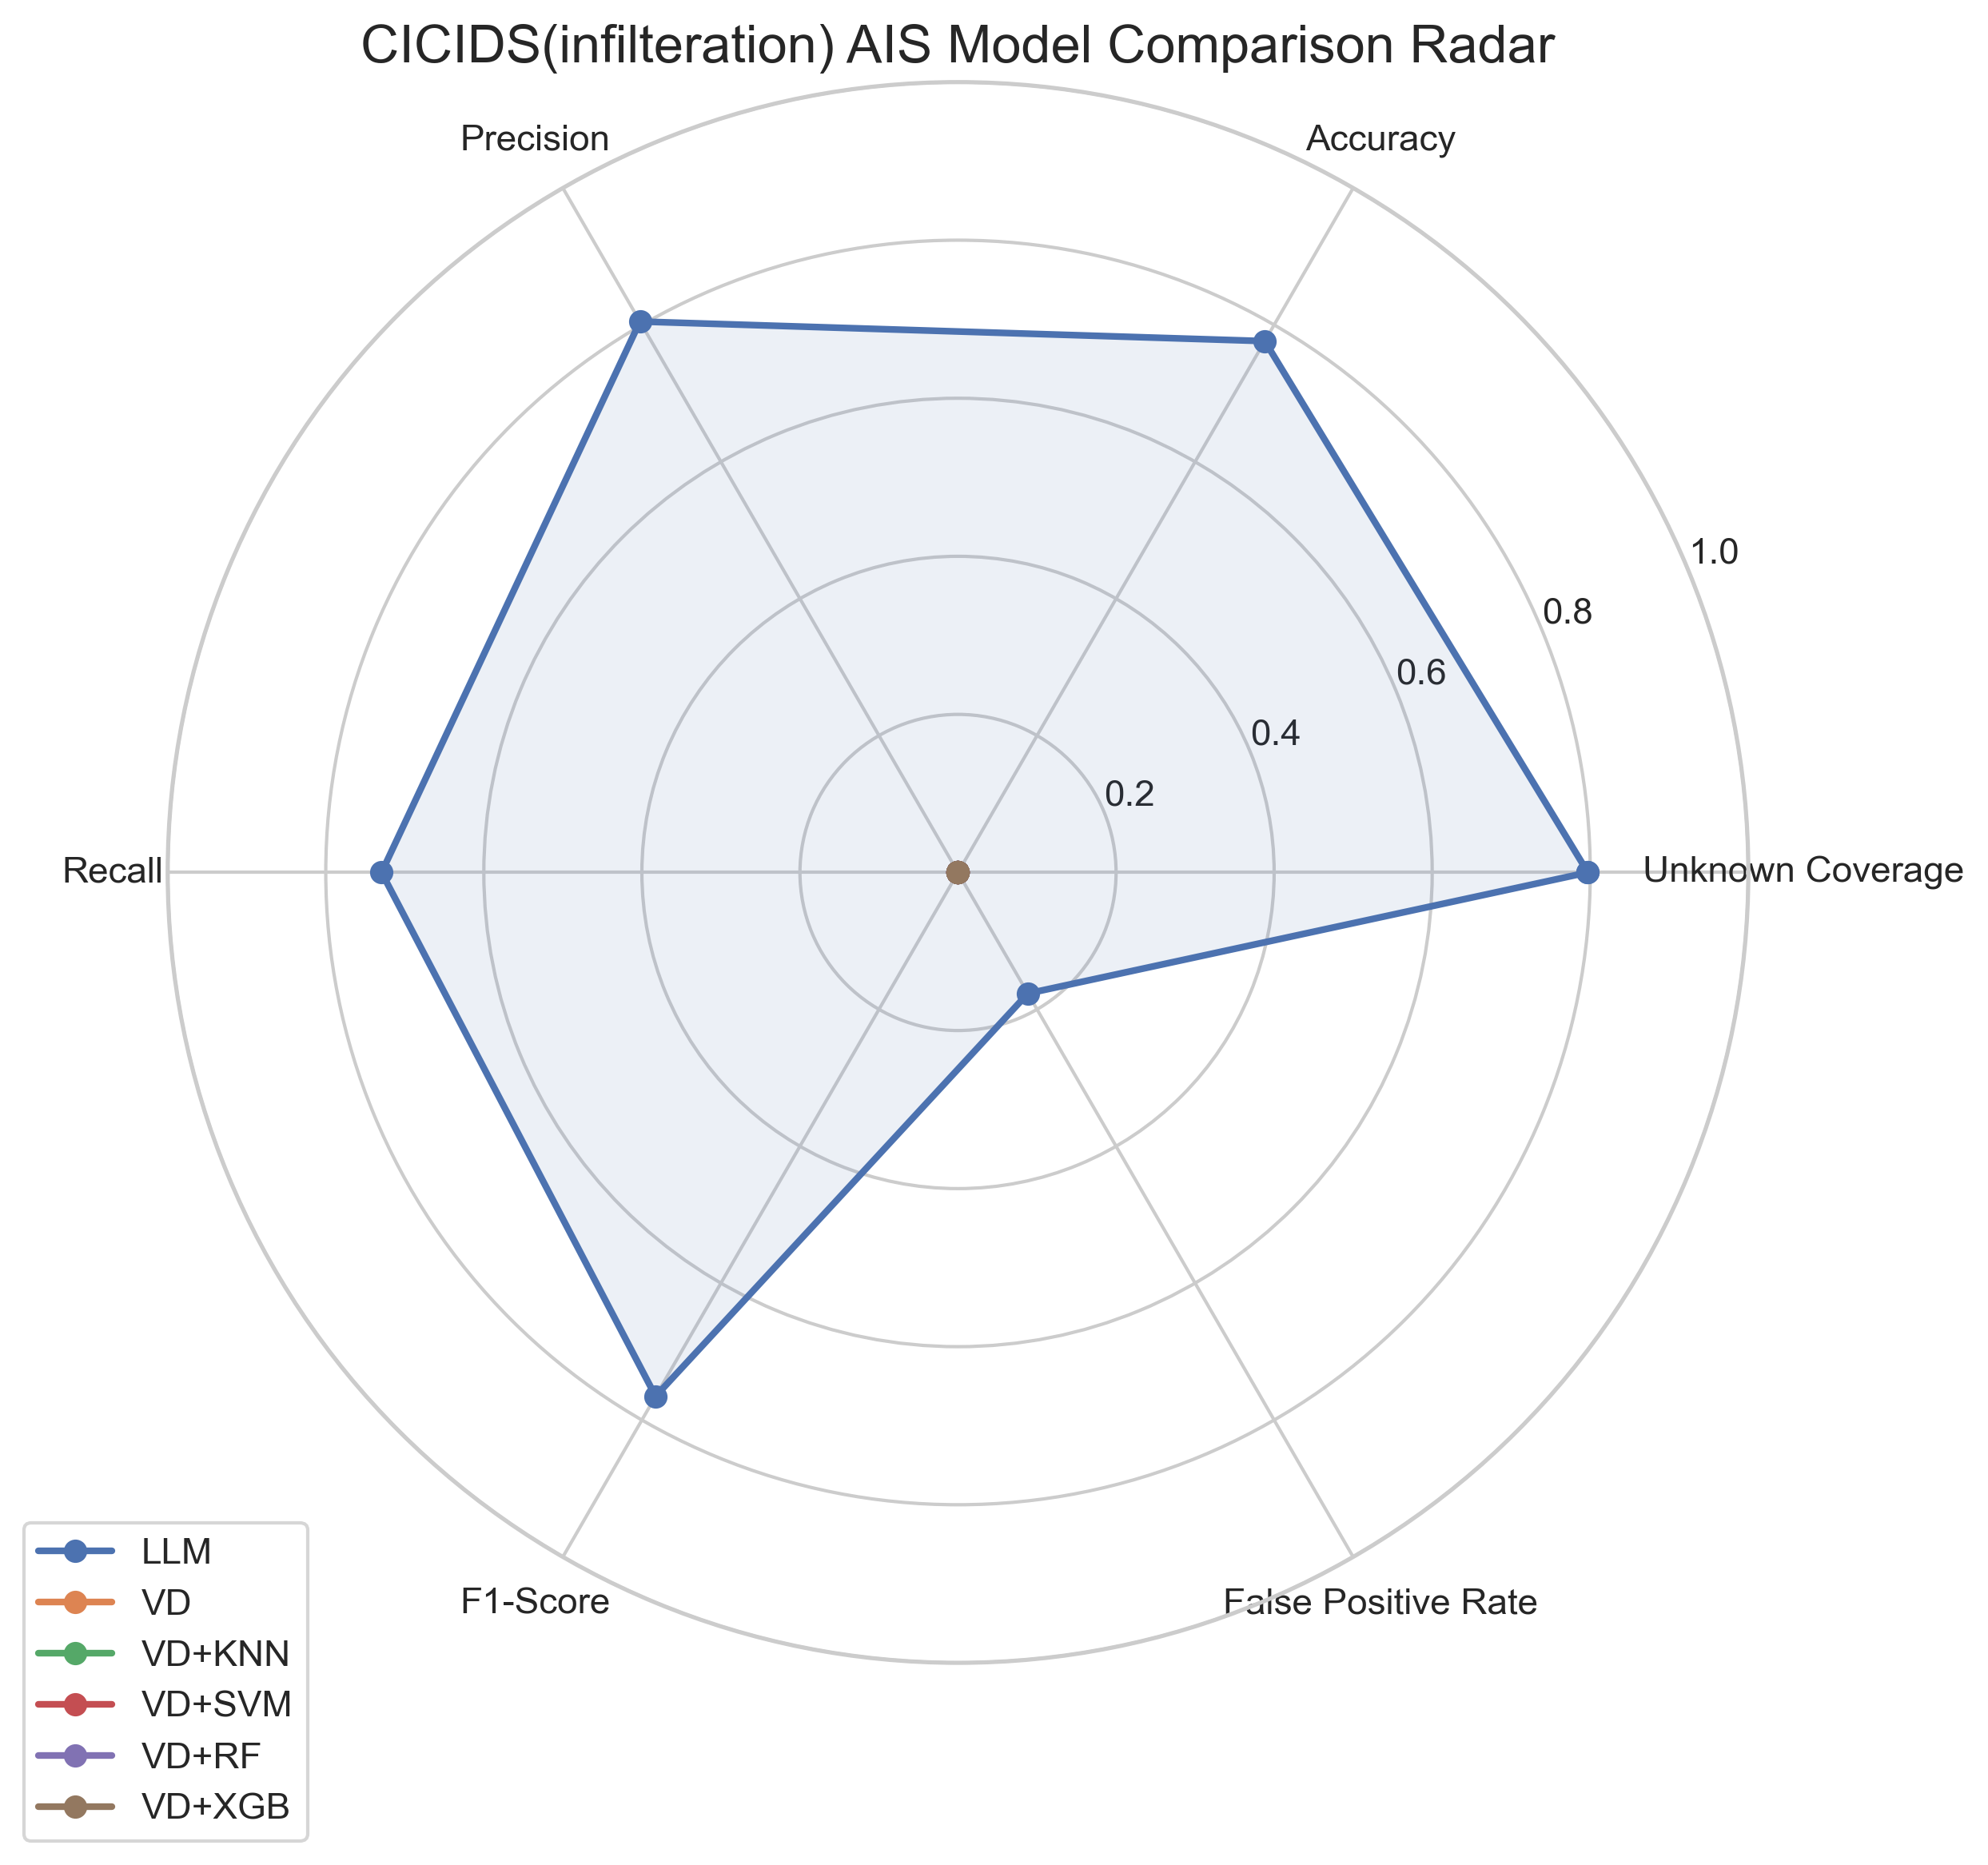 CICIDS(infilteration) AIS Model Comparison Radar
Precision
Accuracy
1.0
0.8
0.6
0.4
0.2
Recall
Unknown Coverage
F1-Score
False Positive Rate
LLM
VD
VD+KNN
VD+SVM
VD+RF
VD+XGB